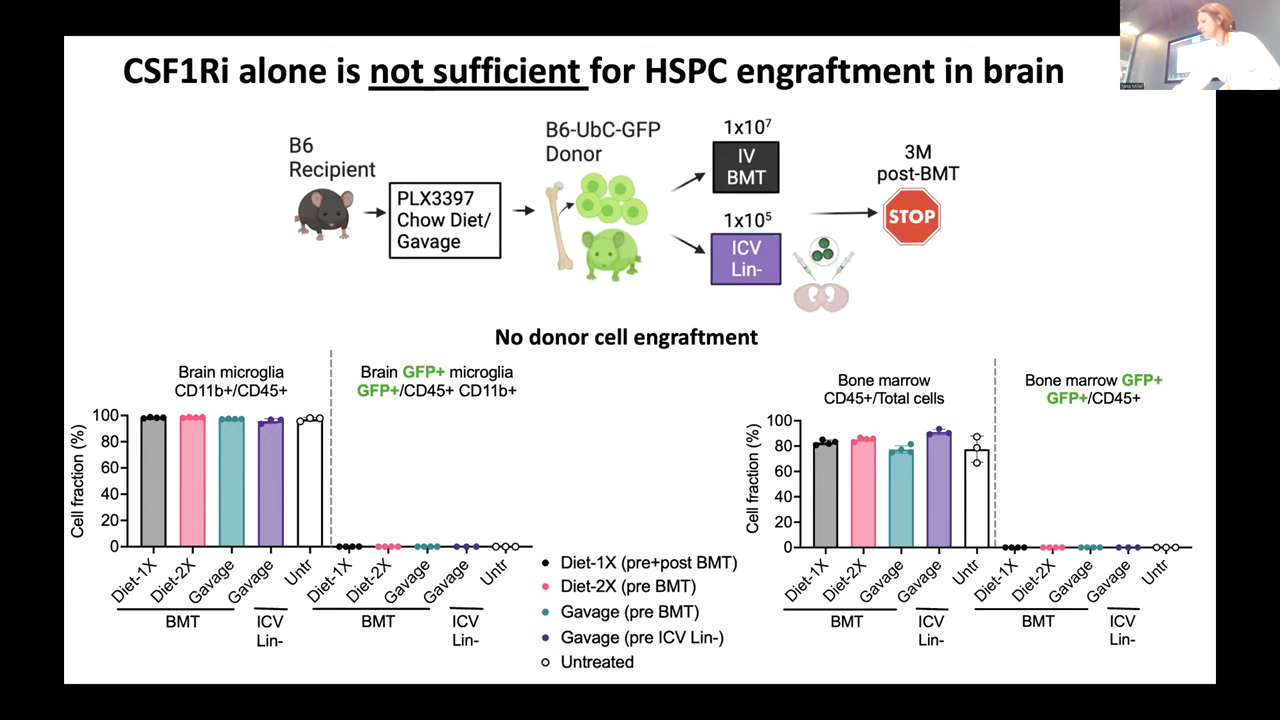 CSF1Ri alone is not sufficient for HSPC engraftment in brain
B6
Recipient
PLX3397
Chow Diet/
Gavage
B6-UbC-GFP
Donor
1x10⁷
IV
BMT
1x10⁵
ICV
Lin-
3M
post-BMT
STOP
No donor cell engraftment
Brain microglia
CD11b+/CD45+
Brain GFP+ microglia
GFP+/CD45+ CD11b+
Cell fraction (%)
100
80
60
40
20
0
Diet-1X
Diet-2X
Gavage
Gavage
Untr
Diet-1X
Diet-2X
Gavage
Gavage
Untr
BMT
ICV
Lin-
BMT
ICV
Lin-
Diet-1X (pre+post BMT)
Diet-2X (pre BMT)
Gavage (pre BMT)
Gavage (pre ICV Lin-)
Untreated
Bone marrow
CD45+/Total cells
Bone marrow GFP+
GFP+/CD45+
Cell fraction (%)
100
80
60
40
20
0
Diet-1X
Diet-2X
Gavage
Gavage
Untr
Diet-1X
Diet-2X
Gavage
Gavage
Untr
BMT
ICV
Lin-
BMT
ICV
Lin-